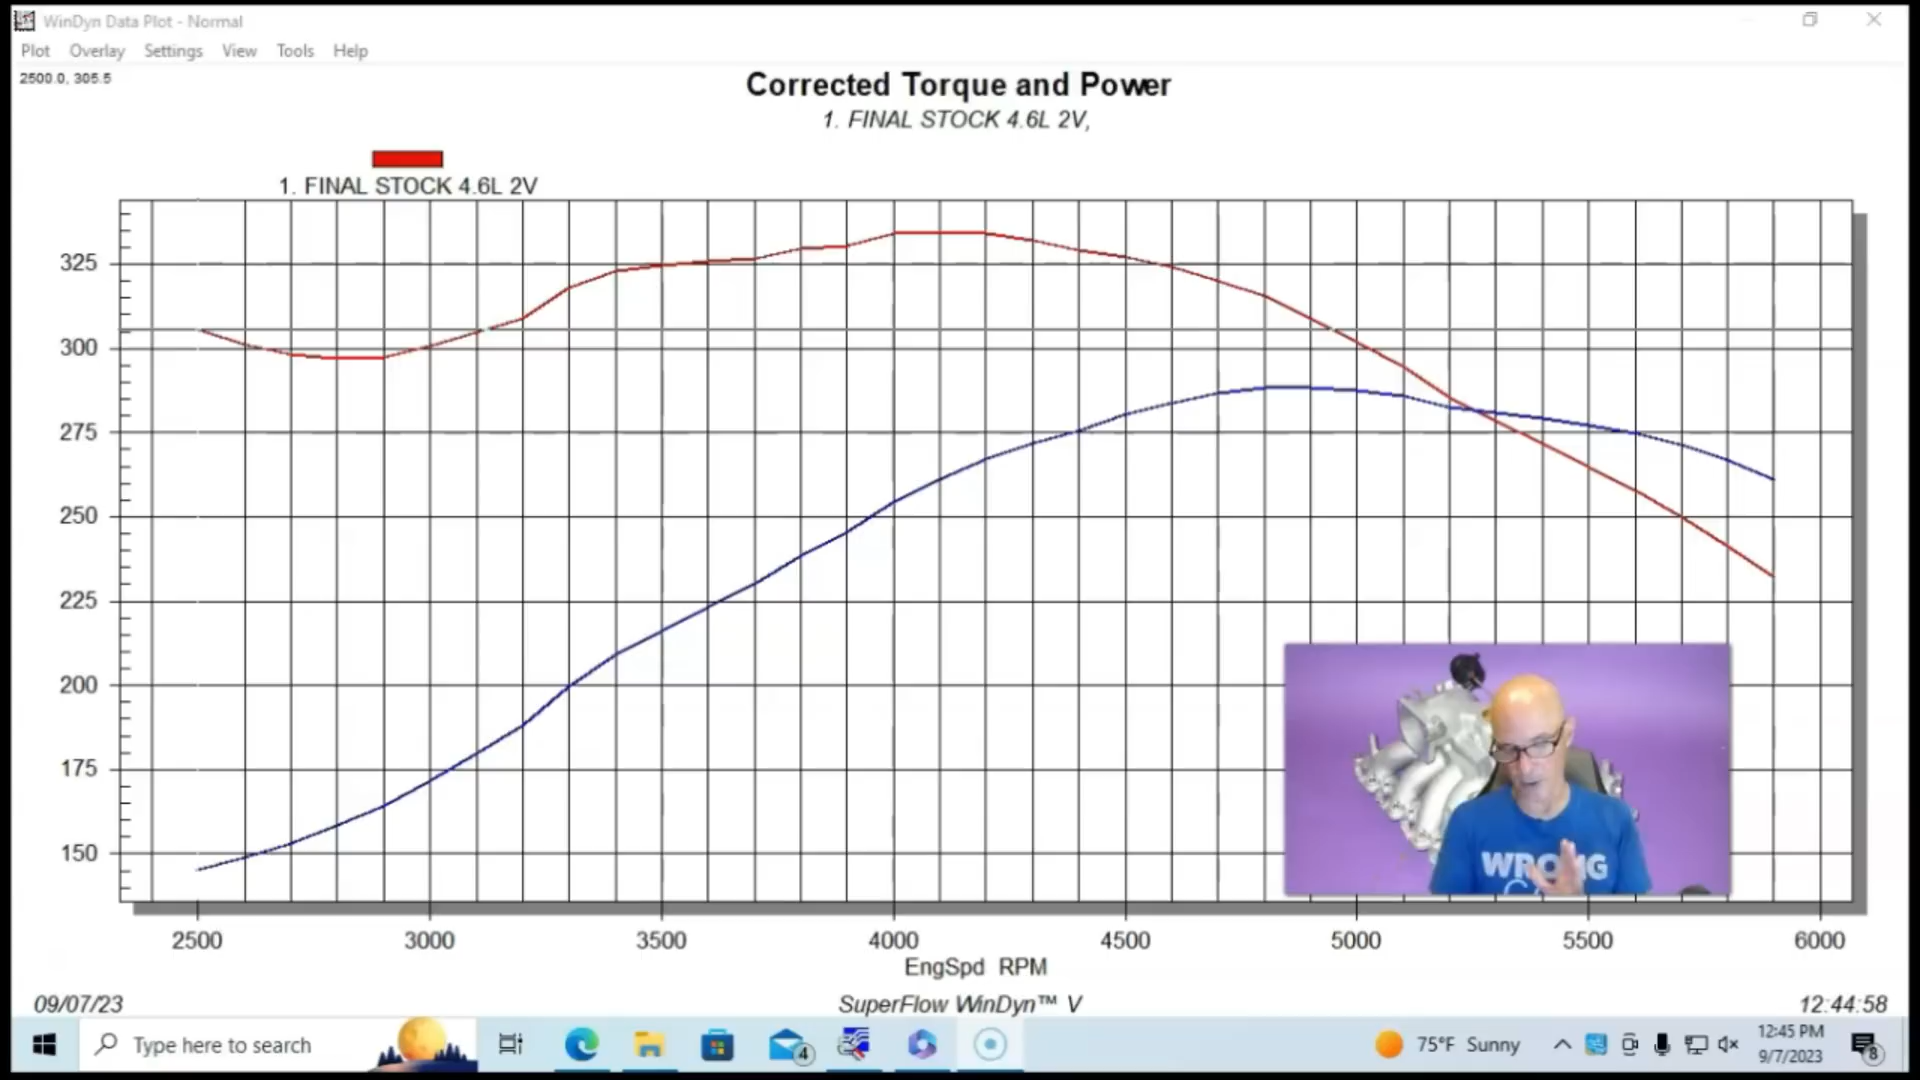 WinDyn Data Plot - Normal
Plot Overlay Settings View Tools Help
2500.0, 305.5
Corrected Torque and Power
1. FINAL STOCK 4.6L 2V,
1. FINAL STOCK 4.6L 2V
325
300
275
250
225
200
175
150
2500 3000 3500 4000 4500 5000 5500 6000
EngSpd RPM
WRONG
09/07/23 SuperFlow WinDyn™ V 12:44:58
Type here to search 4 75°F Sunny 12:45 PM
9/7/2023 8